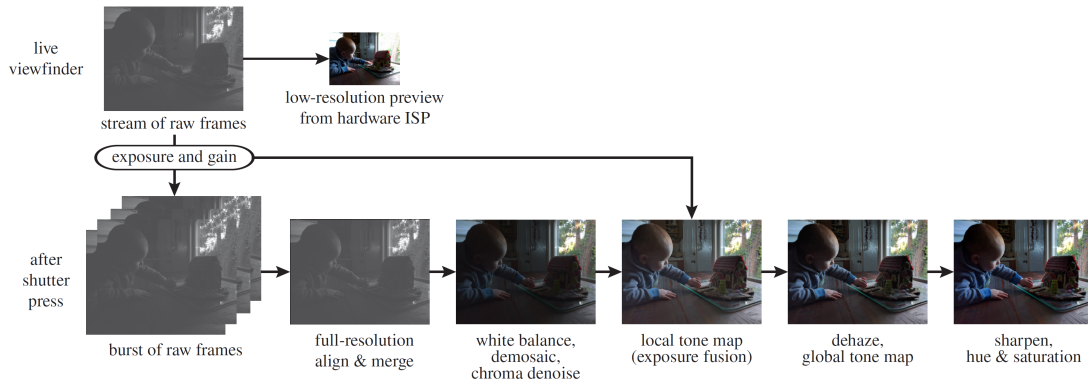 live
viewfinder
stream of raw frames
low-resolution preview
from hardware ISP
exposure and gain
after
shutter
press
burst of raw frames
full-resolution
align & merge
white balance,
demosaic,
chroma denoise
local tone map
(exposure fusion)
dehaze,
global tone map
sharpen,
hue & saturation